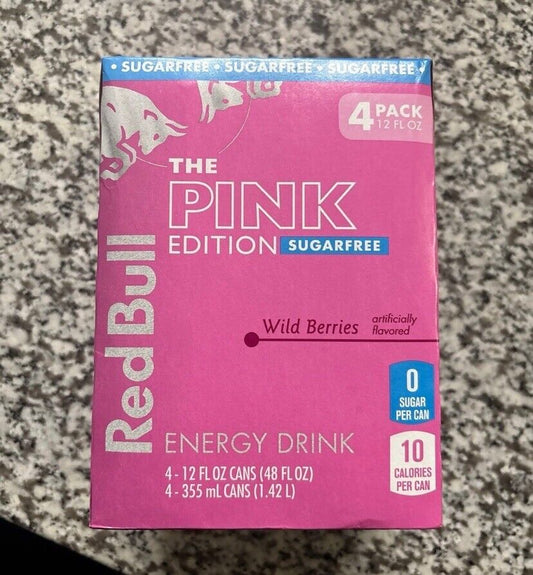 • SUGARFREE • SUGARFREE • SUGARFREE •
4 PACK
12 FL OZ
THE
PINK
EDITION SUGARFREE
Red Bull
Wild Berries artificially
flavored
0
SUGAR
PER CAN
ENERGY DRINK
10
CALORIES
PER CAN
4 - 12 FL OZ CANS (48 FL OZ)
4 - 355 mL CANS (1.42 L)